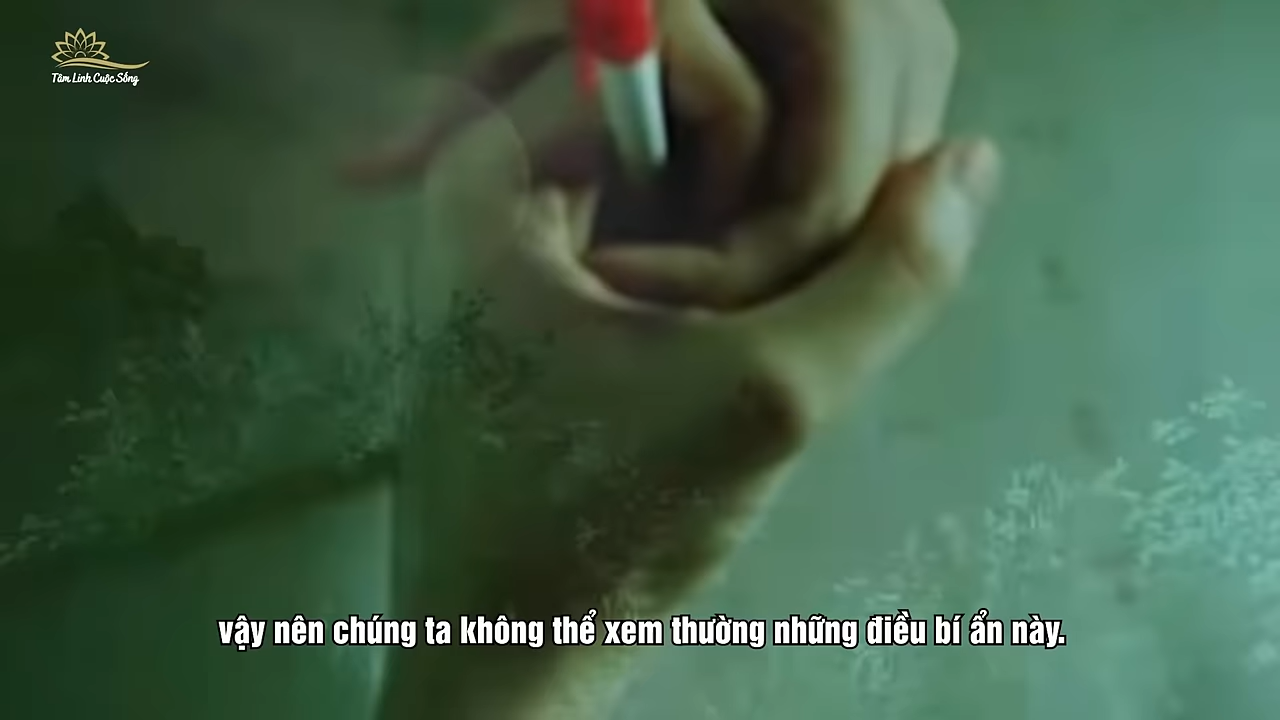 Tâm Linh Cuộc Sống
vậy nên chúng ta không thể xem thường những điều bí ẩn này.